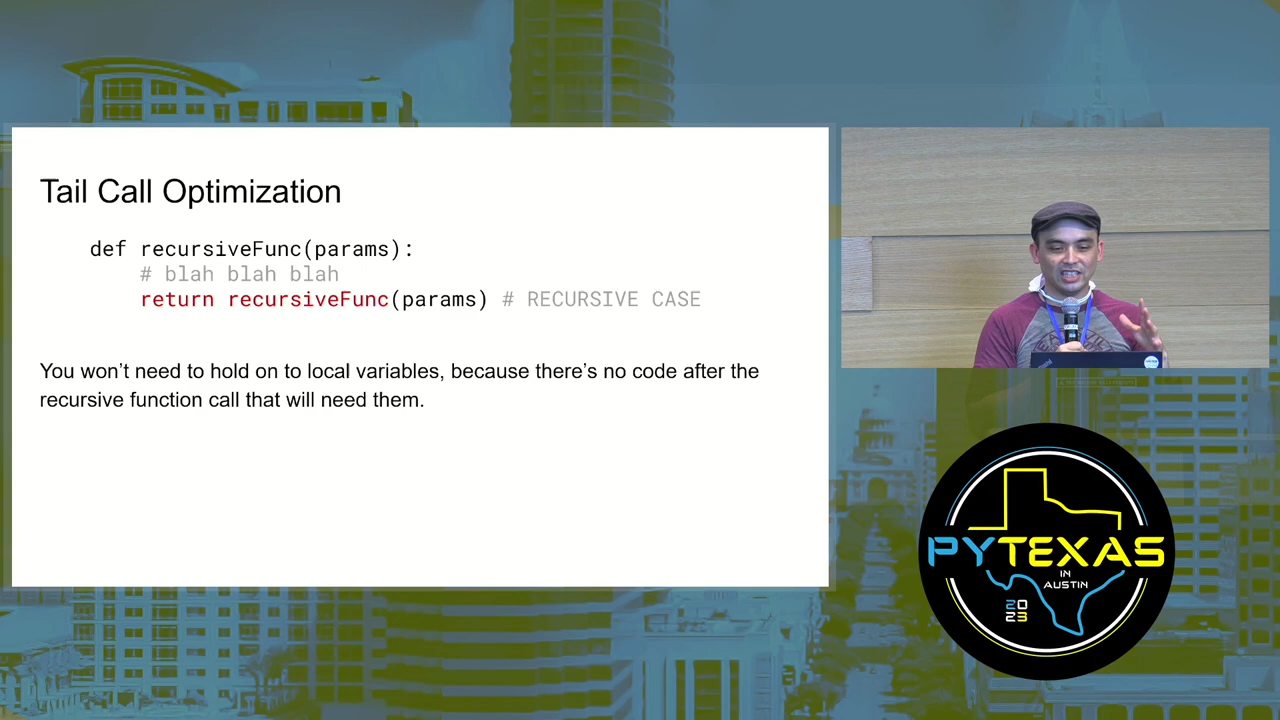 Tail Call Optimization
def recursiveFunc(params):
# blah blah blah
return recursiveFunc(params) # RECURSIVE CASE
You won’t need to hold on to local variables, because there’s no code after the
recursive function call that will need them.
PYTEXAS
IN
AUSTIN
20
23